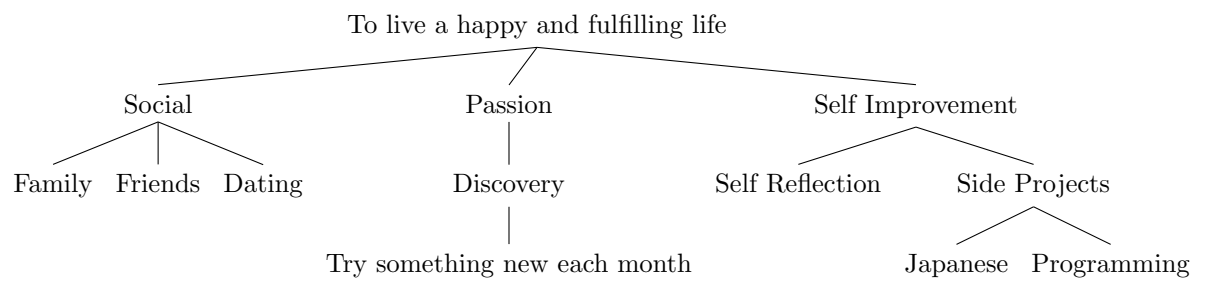 To live a happy and fulfilling life
Social Passion Self Improvement
Family Friends Dating Discovery Self Reflection Side Projects
Try something new each month Japanese Programming